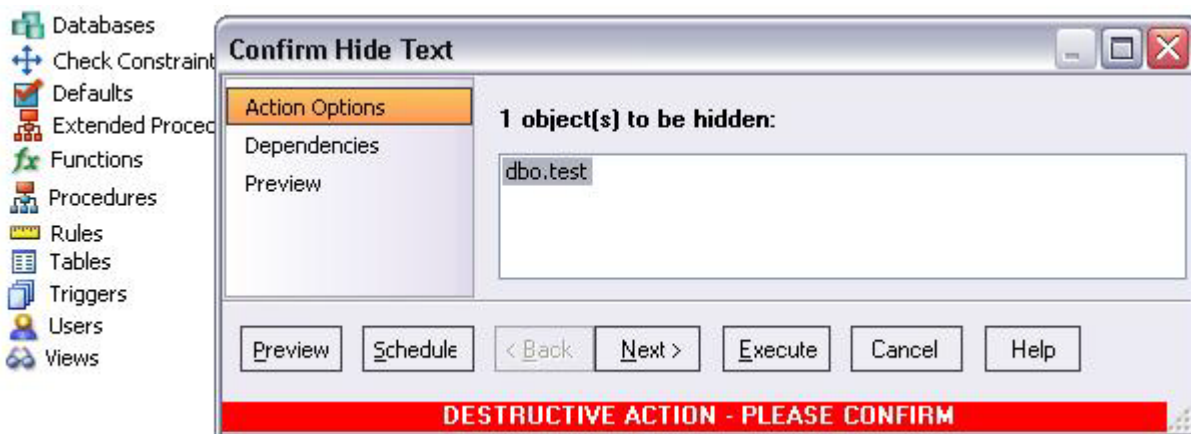 Databases
Check Constraint
Defaults
Extended Proced
Functions
Procedures
Rules
Tables
Triggers
Users
Views
Confirm Hide Text
Action Options
Dependencies
Preview
1 object(s) to be hidden:
dbo.test
Preview Schedule < Back Next > Execute Cancel Help
DESTRUCTIVE ACTION - PLEASE CONFIRM